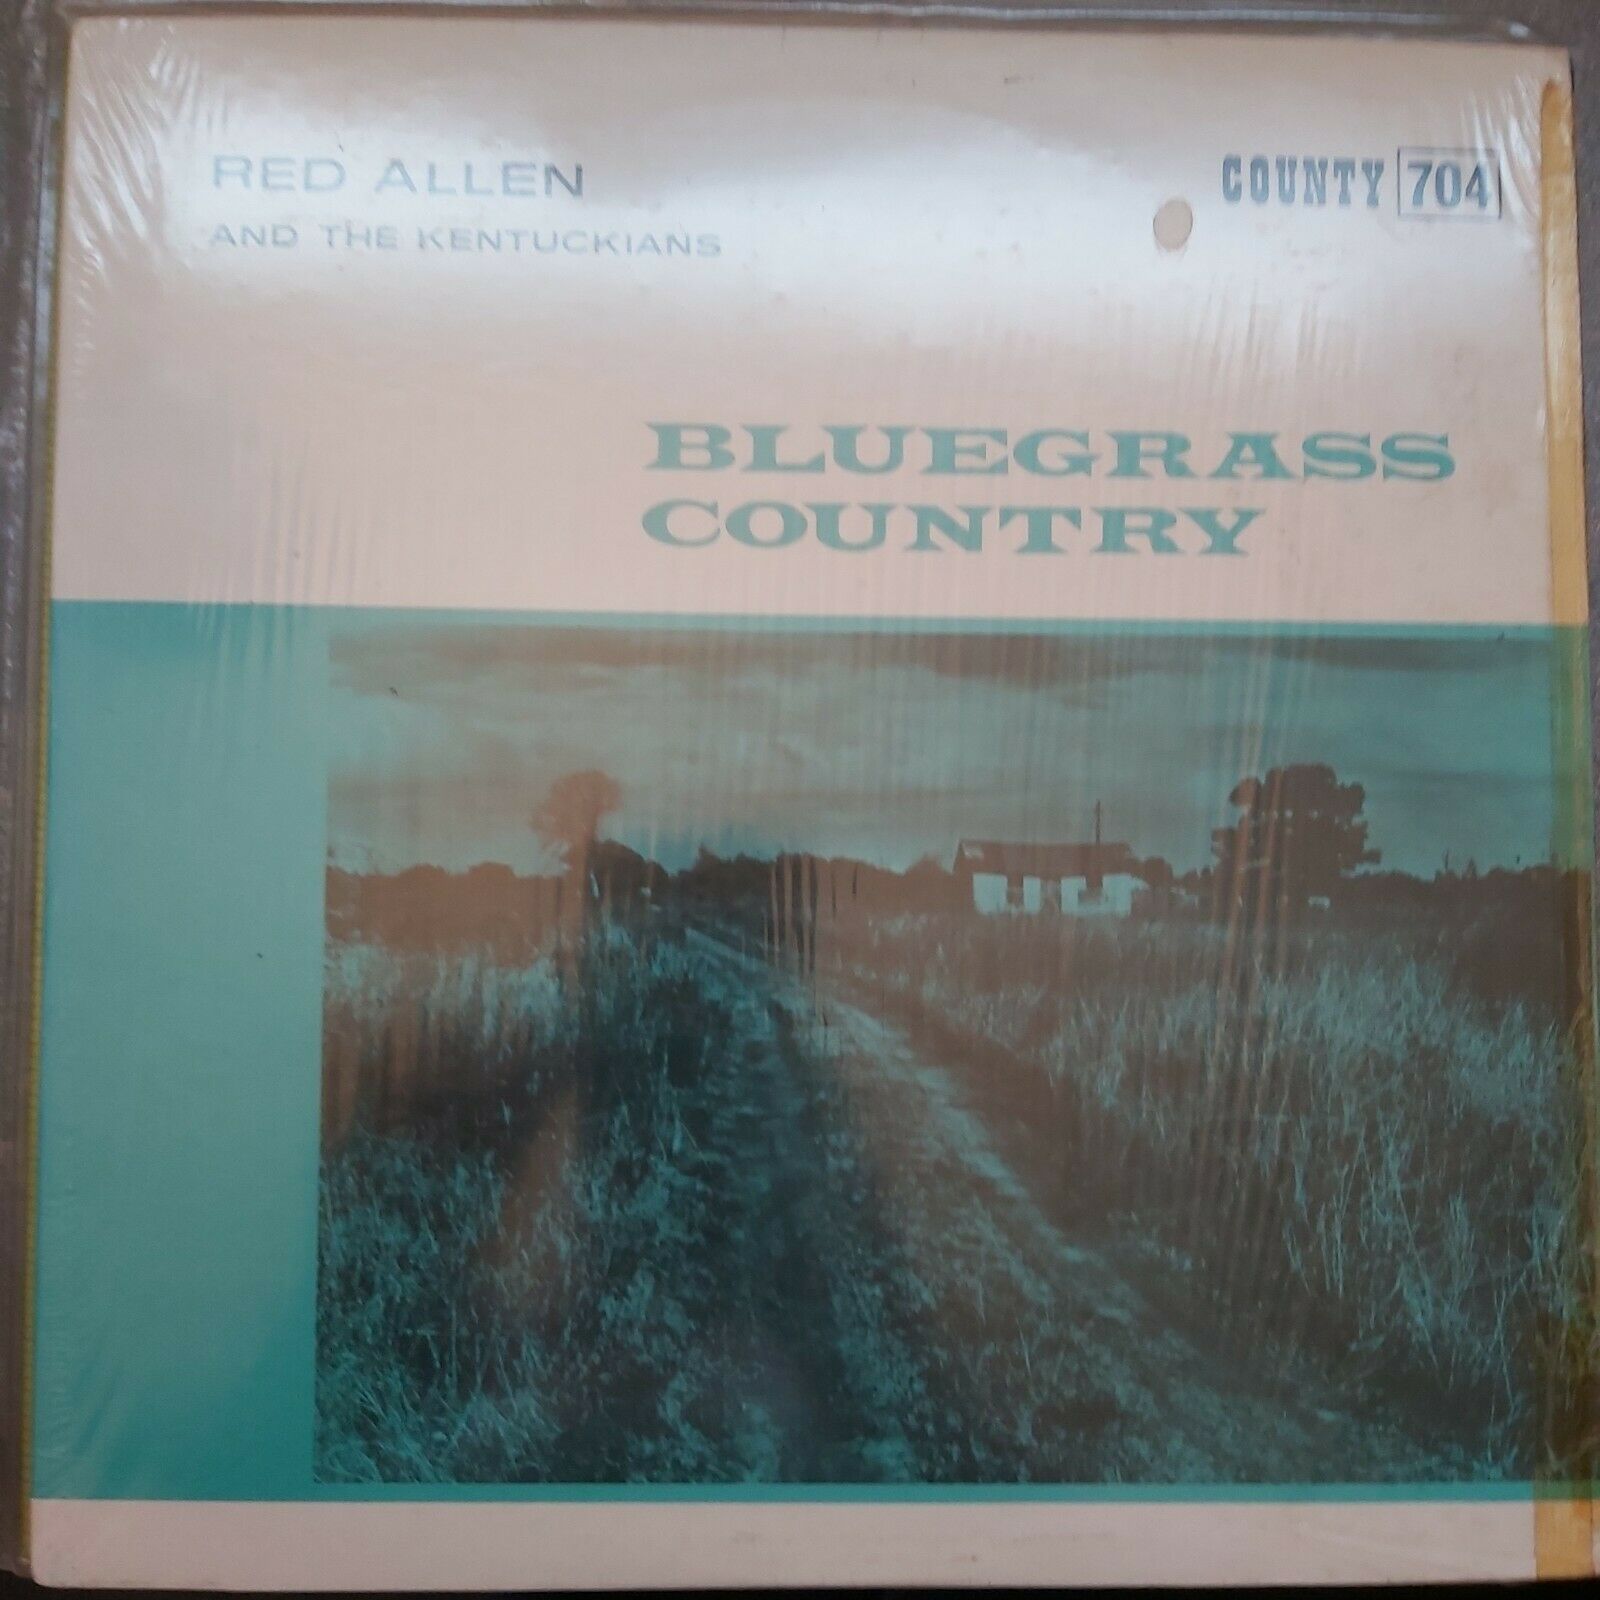 RED ALLEN
AND THE KENTUCKIANS
COUNTY 704
BLUEGRASS
COUNTRY